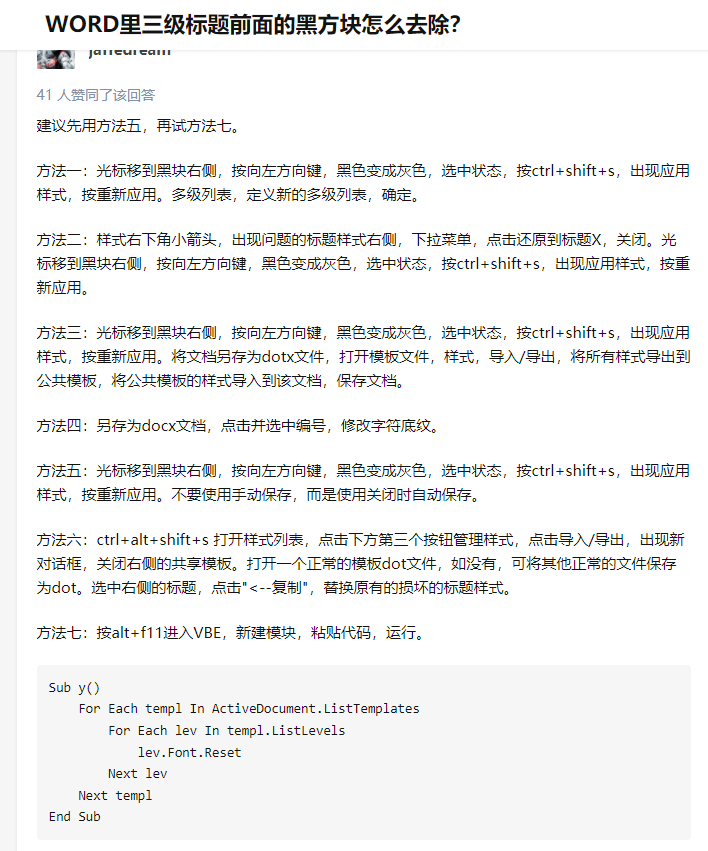 WORD里三级标题前面的黑方块怎么去除？
jaffedream
41 人赞同了该回答
建议先用方法五，再试方法七。
方法一：光标移到黑块右侧，按向左方向键，黑色变成灰色，选中状态，按ctrl+shift+s，出现应用
样式，按重新应用。多级列表，定义新的多级列表，确定。
方法二：样式右下角小箭头，出现问题的标题样式右侧，下拉菜单，点击还原到标题X，关闭。光
标移到黑块右侧，按向左方向键，黑色变成灰色，选中状态，按ctrl+shift+s，出现应用样式，按重
新应用。
方法三：光标移到黑块右侧，按向左方向键，黑色变成灰色，选中状态，按ctrl+shift+s，出现应用
样式，按重新应用。将文档另存为dotx文件，打开模板文件，样式，导入/导出，将所有样式导出到
公共模板，将公共模板的样式导入到该文档，保存文档。
方法四：另存为docx文档，点击并选中编号，修改字符底纹。
方法五：光标移到黑块右侧，按向左方向键，黑色变成灰色，选中状态，按ctrl+shift+s，出现应用
样式，按重新应用。不要使用手动保存，而是使用关闭时自动保存。
方法六：ctrl+alt+shift+s 打开样式列表，点击下方第三个按钮管理样式，点击导入/导出，出现新
对话框，关闭右侧的共享模板。打开一个正常的模板dot文件，如没有，可将其他正常的文件保存
为dot。选中右侧的标题，点击"<--复制"，替换原有的损坏的标题样式。
方法七：按alt+f11进入VBE，新建模块，粘贴代码，运行。
Sub y()
    For Each templ In ActiveDocument.ListTemplates
        For Each lev In templ.ListLevels
            lev.Font.Reset
        Next lev
    Next templ
End Sub